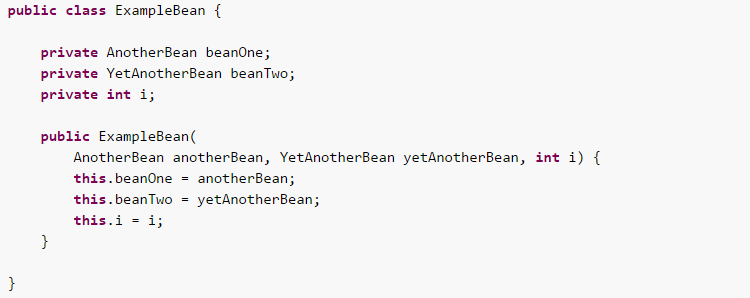 public class ExampleBean {
    private AnotherBean beanOne;
    private YetAnotherBean beanTwo;
    private int i;
    public ExampleBean(
        AnotherBean anotherBean, YetAnotherBean yetAnotherBean, int i) {
        this.beanOne = anotherBean;
        this.beanTwo = yetAnotherBean;
        this.i = i;
    }
}